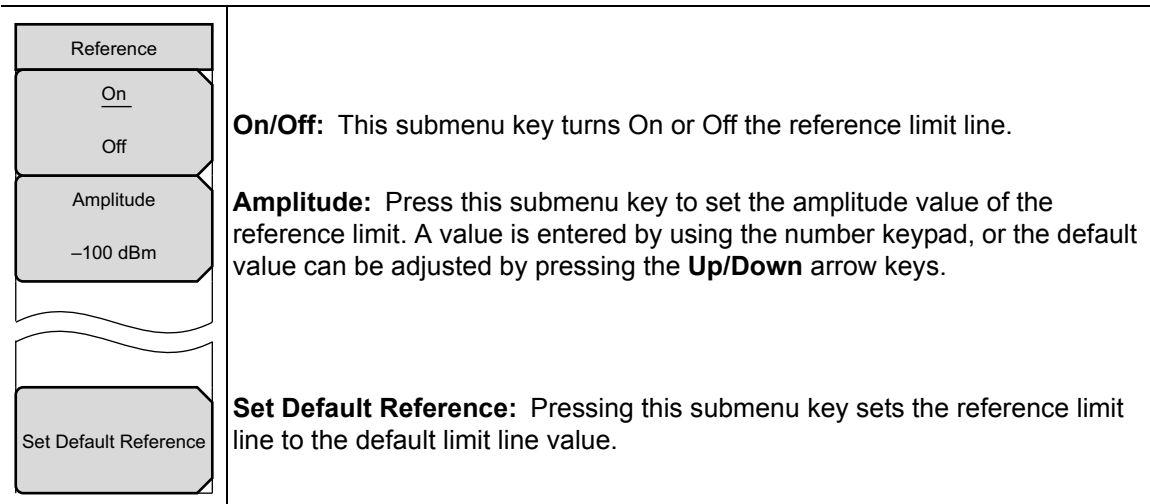 Reference
On
Off
On/Off: This submenu key turns On or Off the reference limit line.
Amplitude
–100 dBm
Amplitude: Press this submenu key to set the amplitude value of the
reference limit. A value is entered by using the number keypad, or the default
value can be adjusted by pressing the Up/Down arrow keys.
Set Default Reference
Set Default Reference: Pressing this submenu key sets the reference limit
line to the default limit line value.